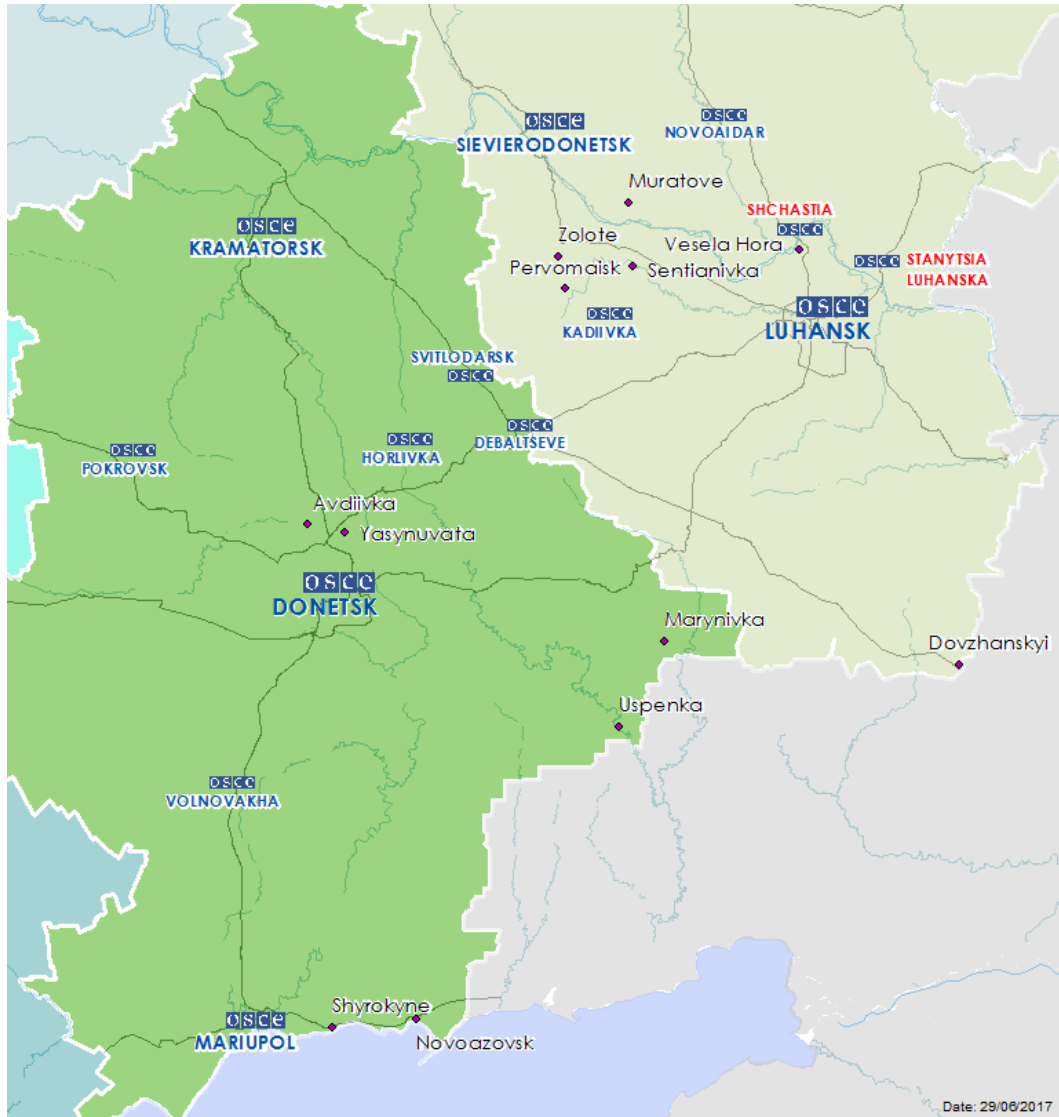 OSCE
SIEVIERODONETSK
OSCE
NOVOAIDAR
Muratove
SHCHASTIA
OSCE
OSCE
KRAMATORSK
Zolote
Vesela Hora
Pervomaisk
Sentianivka
OSCE
STANYTSIA
LUHANSKA
OSCE
KADIIVKA
OSCE
LUHANSK
SVITLODARSK
OSCE
OSCE
DEBALTSEVE
OSCE
HORLIVKA
OSCE
POKROVSK
Avdiivka
Yasynuvata
OSCE
DONETSK
Marynivka
Dovzhanskyi
Uspenka
OSCE
VOLNOVAKHA
Shyrokyne
OSCE
MARIUPOL
Novoazovsk
Date: 29/06/2017